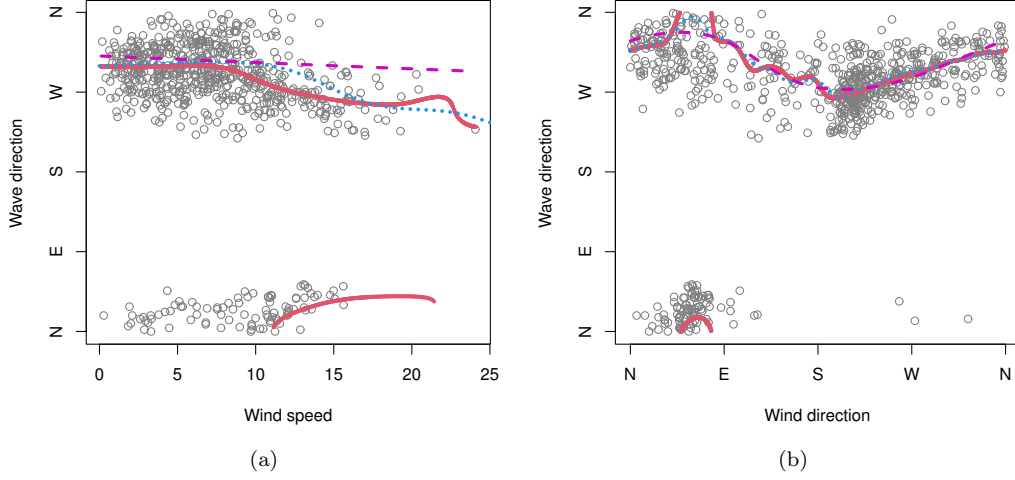 N
W
S
E
N
Wave direction
0
5
10
15
20
25
Wind speed
(a)
N
W
S
E
N
Wave direction
N
E
S
W
N
Wind direction
(b)